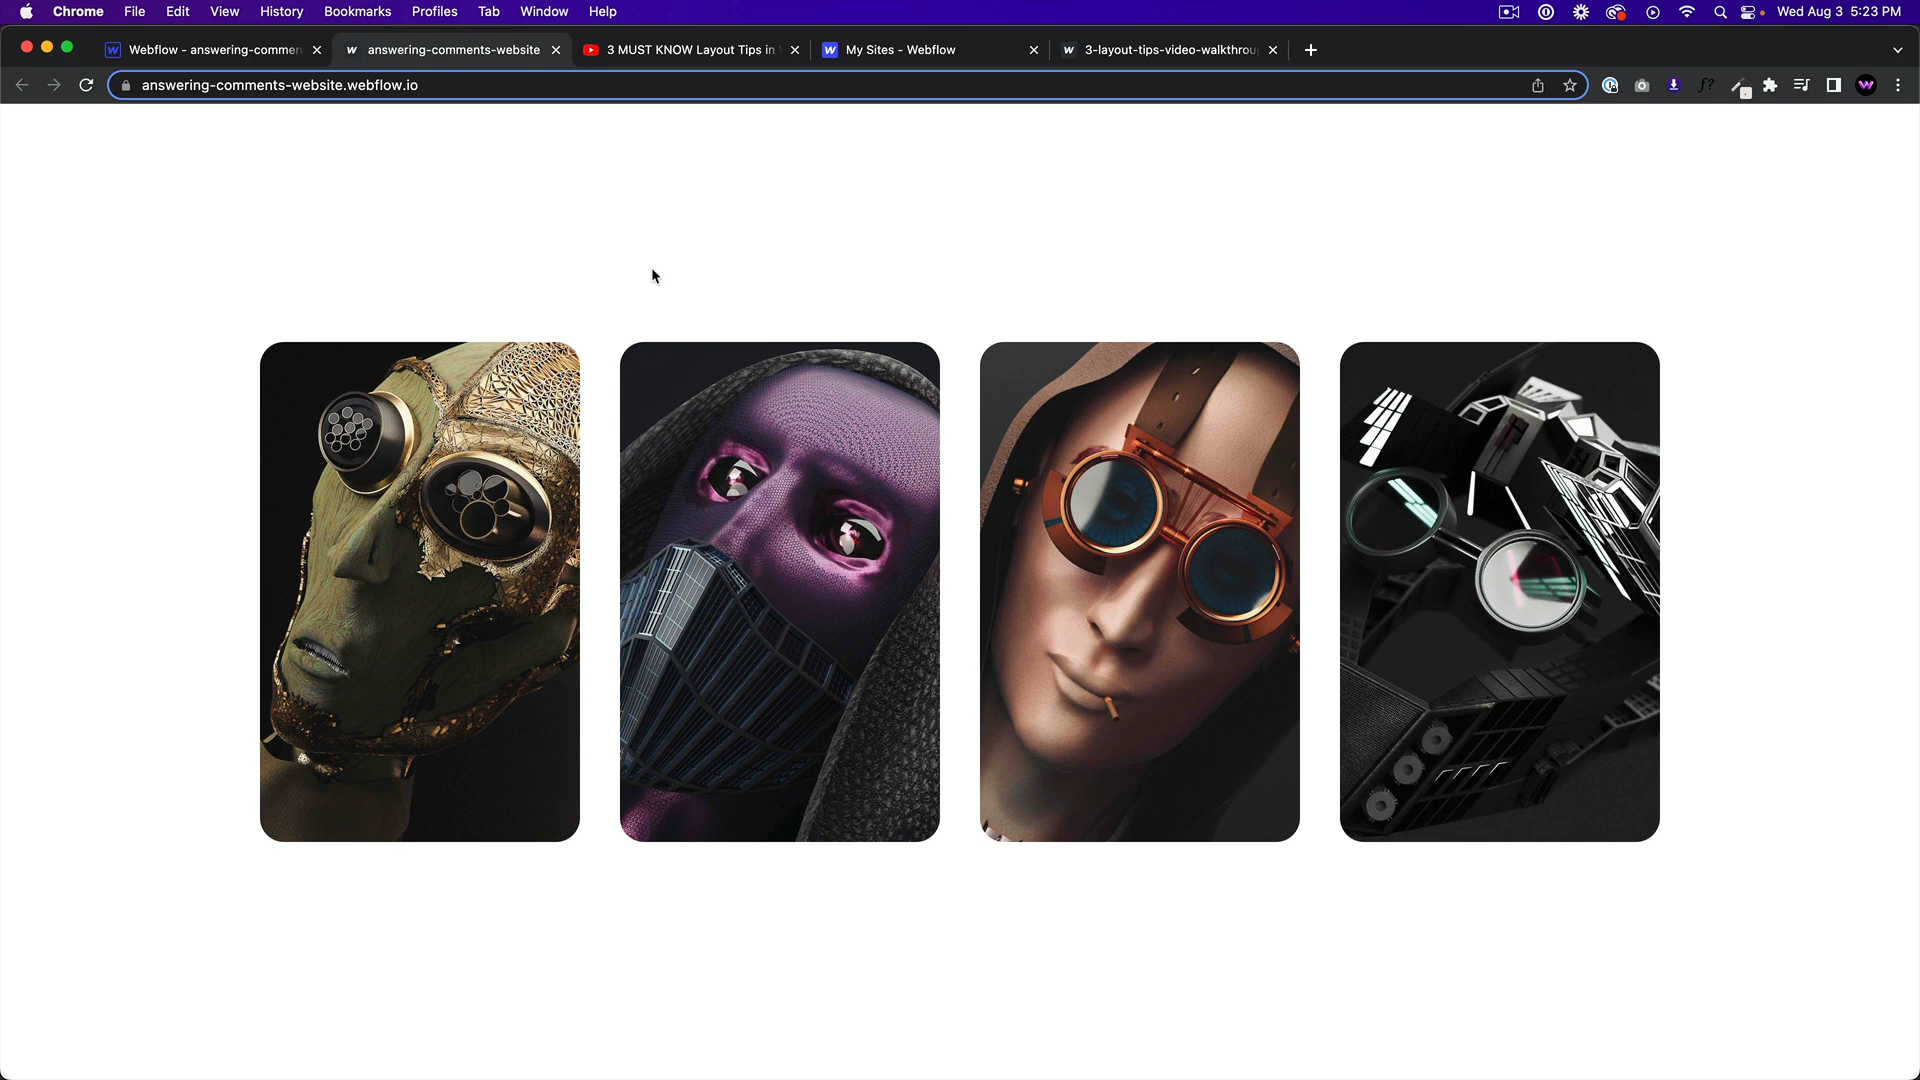 Chrome File Edit View History Bookmarks Profiles Tab Window Help Wed Aug 3 5:23 PM
Webflow - answering-commen answering-comments-website 3 MUST KNOW Layout Tips in My Sites - Webflow 3-layout-tips-video-walkthrou
answering-comments-website.webflow.io f?